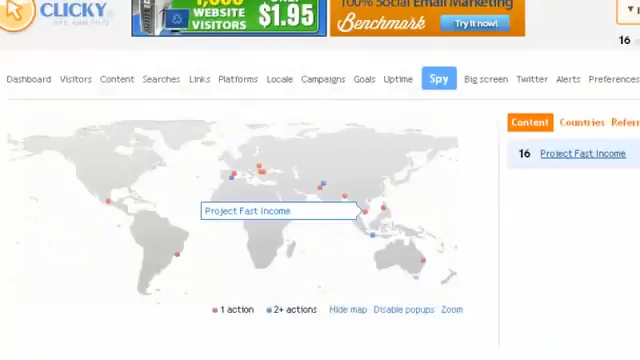 CLICKY
WEBSITE
VISITORS $1.95
100% Social Email Marketing
Benchmark Try it now!
16
Dashboard Visitors Content Searches Links Platforms Locale Campaigns Goals Uptime Spy Big screen Twitter Alerts Preferences
Content Countries Referr
16 Project Fast Income
Project Fast Income
1 action 2+ actions Hide map Disable popups Zoom